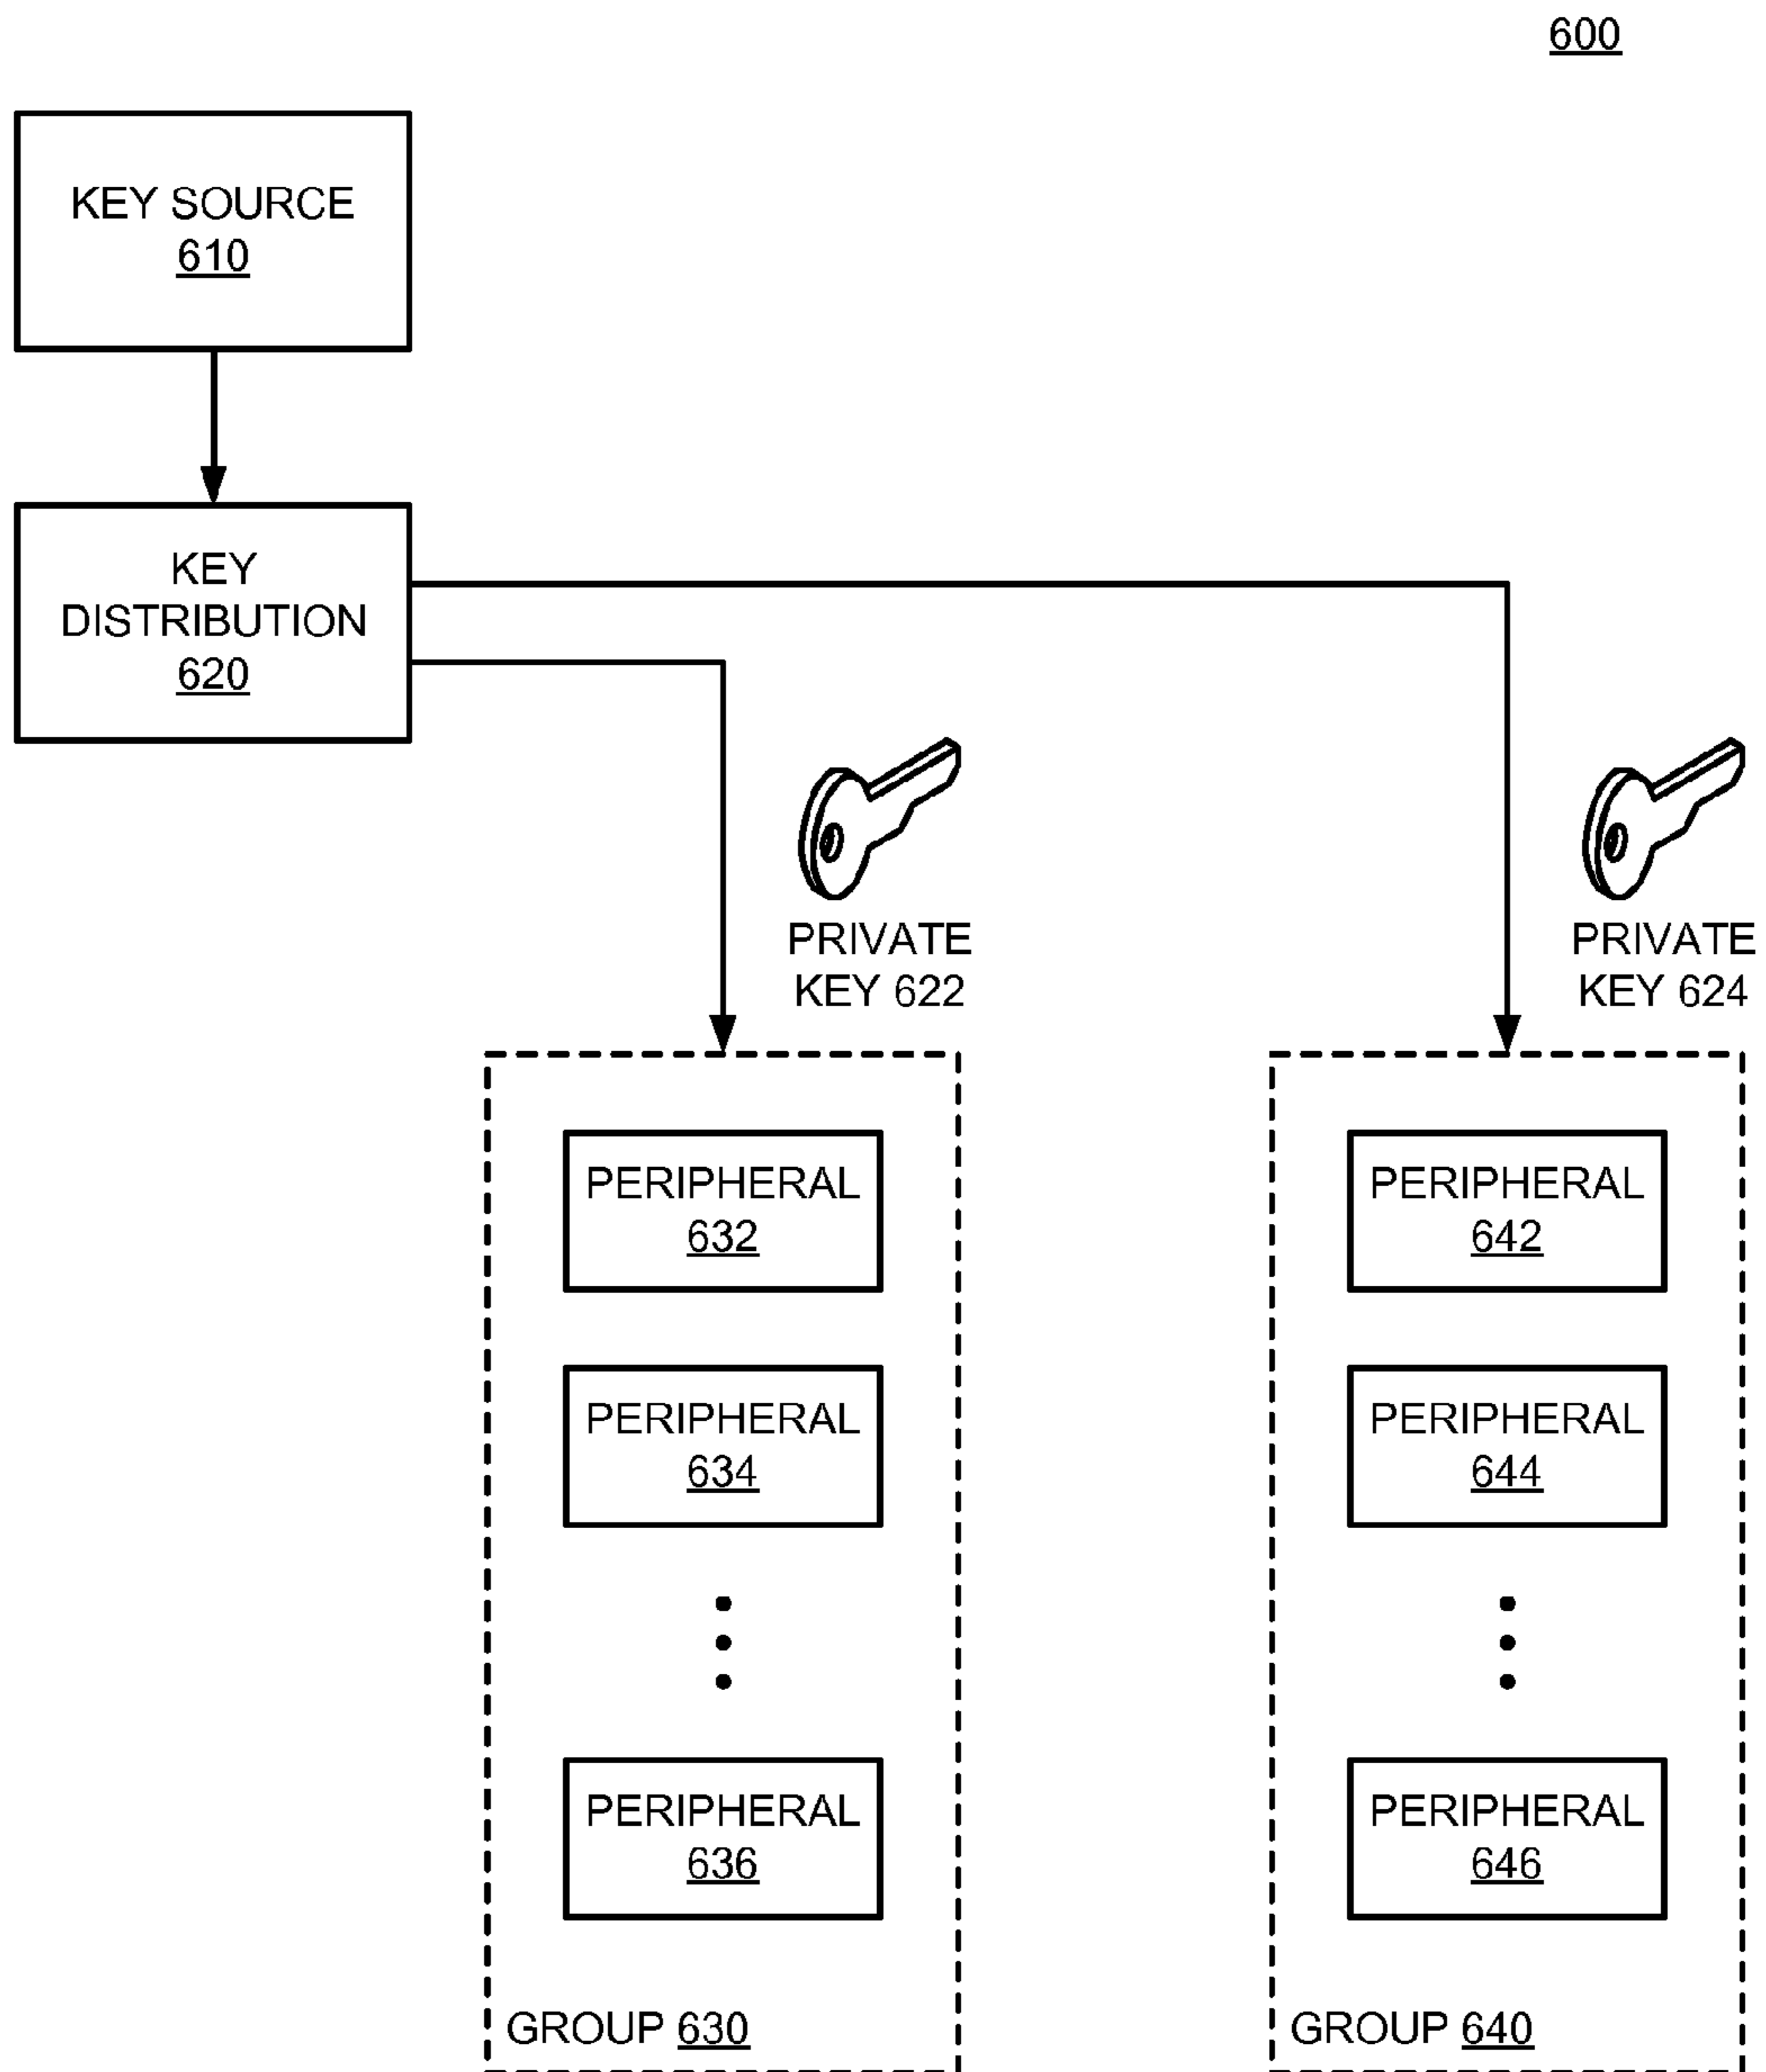 600
KEY SOURCE
610
KEY
DISTRIBUTION
620
PRIVATE
KEY 622
PRIVATE
KEY 624
PERIPHERAL
632
PERIPHERAL
634
PERIPHERAL
636
GROUP 630
PERIPHERAL
642
PERIPHERAL
644
PERIPHERAL
646
GROUP 640